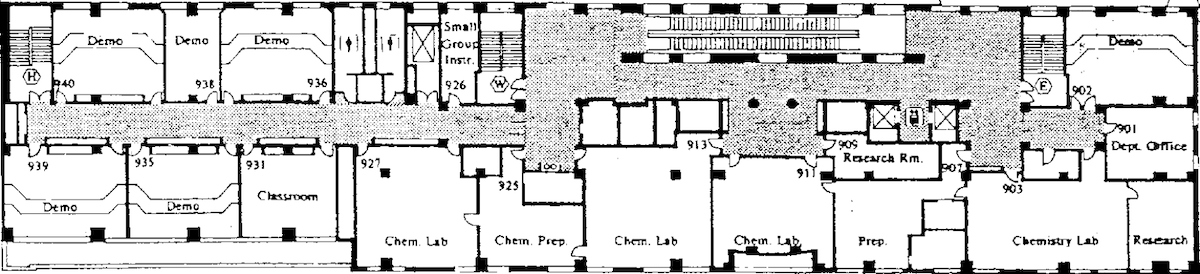 Demo
Demo
Demo
Small
Group
Instr.
Demo
H
W
E
940
938
936
926
902
901
Dept. Office
939
935
931
927
925
1001
913
911
909
907
903
Research Rm.
Demo
Demo
Classroom
Chem. Lab
Chem. Prep.
Chem. Lab
Chem. Lab
Prep.
Chemistry Lab
Research